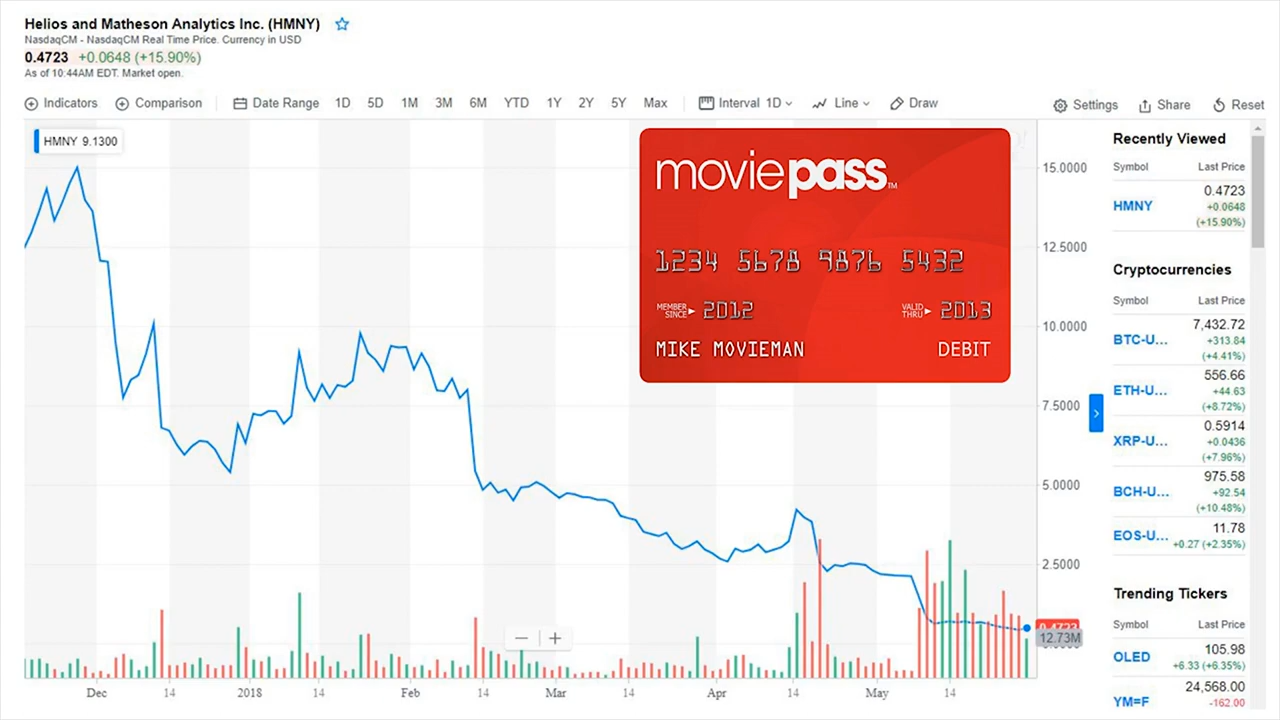 Helios and Matheson Analytics Inc. (HMNY)
NasdaqCM - NasdaqCM Real Time Price. Currency in USD
0.4723 +0.0648 (+15.90%)
As of 10:44AM EDT. Market open.
Indicators Comparison Date Range 1D 5D 1M 3M 6M YTD 1Y 2Y 5Y Max Interval 1D Line Draw Settings Share Reset
HMNY 9.1300
moviepass™
1234 5678 9876 5432
MEMBER SINCE 2012 VALID THRU 2013
MIKE MOVIEMAN DEBIT
15.0000
12.5000
10.0000
7.5000
5.0000
2.5000
0.4723
12.73M
Dec 14 2018 14 Feb 14 Mar 14 Apr 14 May 14
Recently Viewed
Symbol Last Price
HMNY 0.4723
+0.0648
(+15.90%)
Cryptocurrencies
Symbol Last Price
BTC-U... 7,432.72
+313.84
(+4.41%)
ETH-U... 556.66
+44.63
(+8.72%)
XRP-U... 0.5914
+0.0436
(+7.96%)
BCH-U... 975.58
+92.54
(+10.48%)
EOS-U... 11.78
+0.27 (+2.35%)
Trending Tickers
Symbol Last Price
OLED 105.98
+6.33 (+6.35%)
YM=F 24,568.00
-162.00